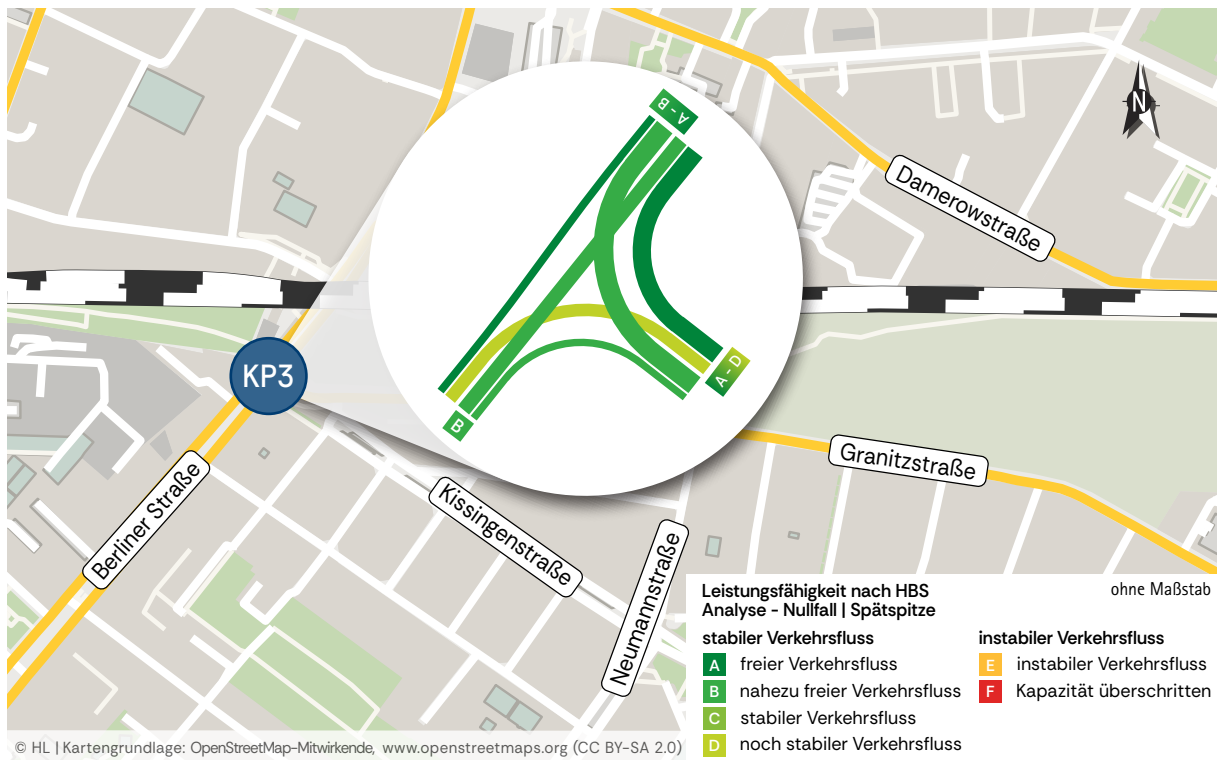 N
A - B
Damerowstraße
KP3
A - D
B
Granitzstraße
Berliner Straße
Kissingenstraße
Neumannstraße
Leistungsfähigkeit nach HBS
Analyse - Nullfall | Spätspitze
ohne Maßstab
stabiler Verkehrsfluss
A freier Verkehrsfluss
B nahezu freier Verkehrsfluss
C stabiler Verkehrsfluss
D noch stabiler Verkehrsfluss
instabiler Verkehrsfluss
E instabiler Verkehrsfluss
F Kapazität überschritten
© HL | Kartengrundlage: OpenStreetMap-Mitwirkende, www.openstreetmaps.org (CC BY-SA 2.0)